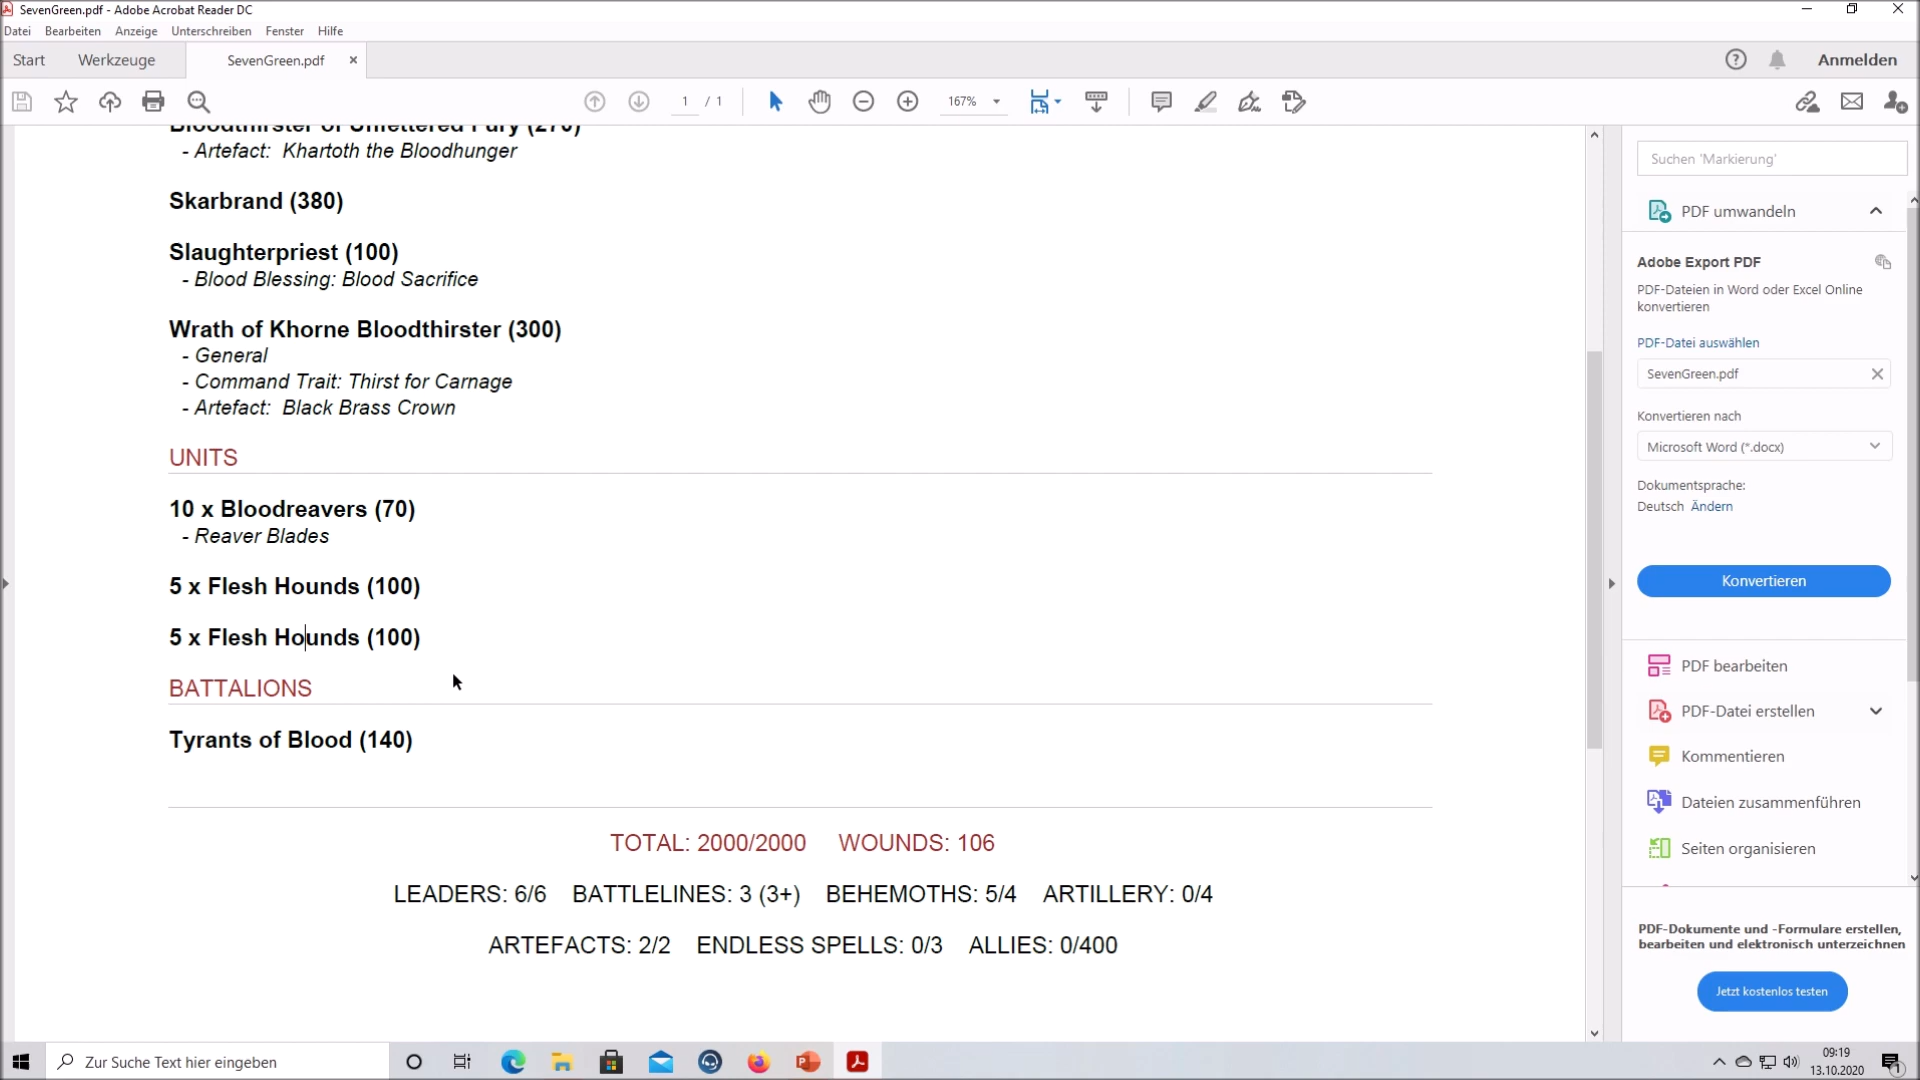 SevenGreen.pdf - Adobe Acrobat Reader DC
Datei Bearbeiten Anzeige Unterschreiben Fenster Hilfe
Start Werkzeuge SevenGreen.pdf × Anmelden
1 / 1 167%
Bloodthirster of Unfettered Fury (270)
- Artefact: Khartoth the Bloodhunger
Skarbrand (380)
Slaughterpriest (100)
- Blood Blessing: Blood Sacrifice
Wrath of Khorne Bloodthirster (300)
- General
- Command Trait: Thirst for Carnage
- Artefact: Black Brass Crown
UNITS
10 x Bloodreavers (70)
- Reaver Blades
5 x Flesh Hounds (100)
5 x Flesh Hounds (100)
BATTALIONS
Tyrants of Blood (140)
TOTAL: 2000/2000 WOUNDS: 106
LEADERS: 6/6 BATTLELINES: 3 (3+) BEHEMOTHS: 5/4 ARTILLERY: 0/4
ARTEFACTS: 2/2 ENDLESS SPELLS: 0/3 ALLIES: 0/400
Suchen 'Markierung'
PDF umwandeln
Adobe Export PDF
PDF-Dateien in Word oder Excel Online
konvertieren
PDF-Datei auswählen
SevenGreen.pdf
Konvertieren nach
Microsoft Word (*.docx)
Dokumentsprache:
Deutsch Ändern
Konvertieren
PDF bearbeiten
PDF-Datei erstellen
Kommentieren
Dateien zusammenführen
Seiten organisieren
PDF-Dokumente und -Formulare erstellen,
bearbeiten und elektronisch unterzeichnen
Jetzt kostenlos testen
Zur Suche Text hier eingeben
09:19
13.10.2020
1